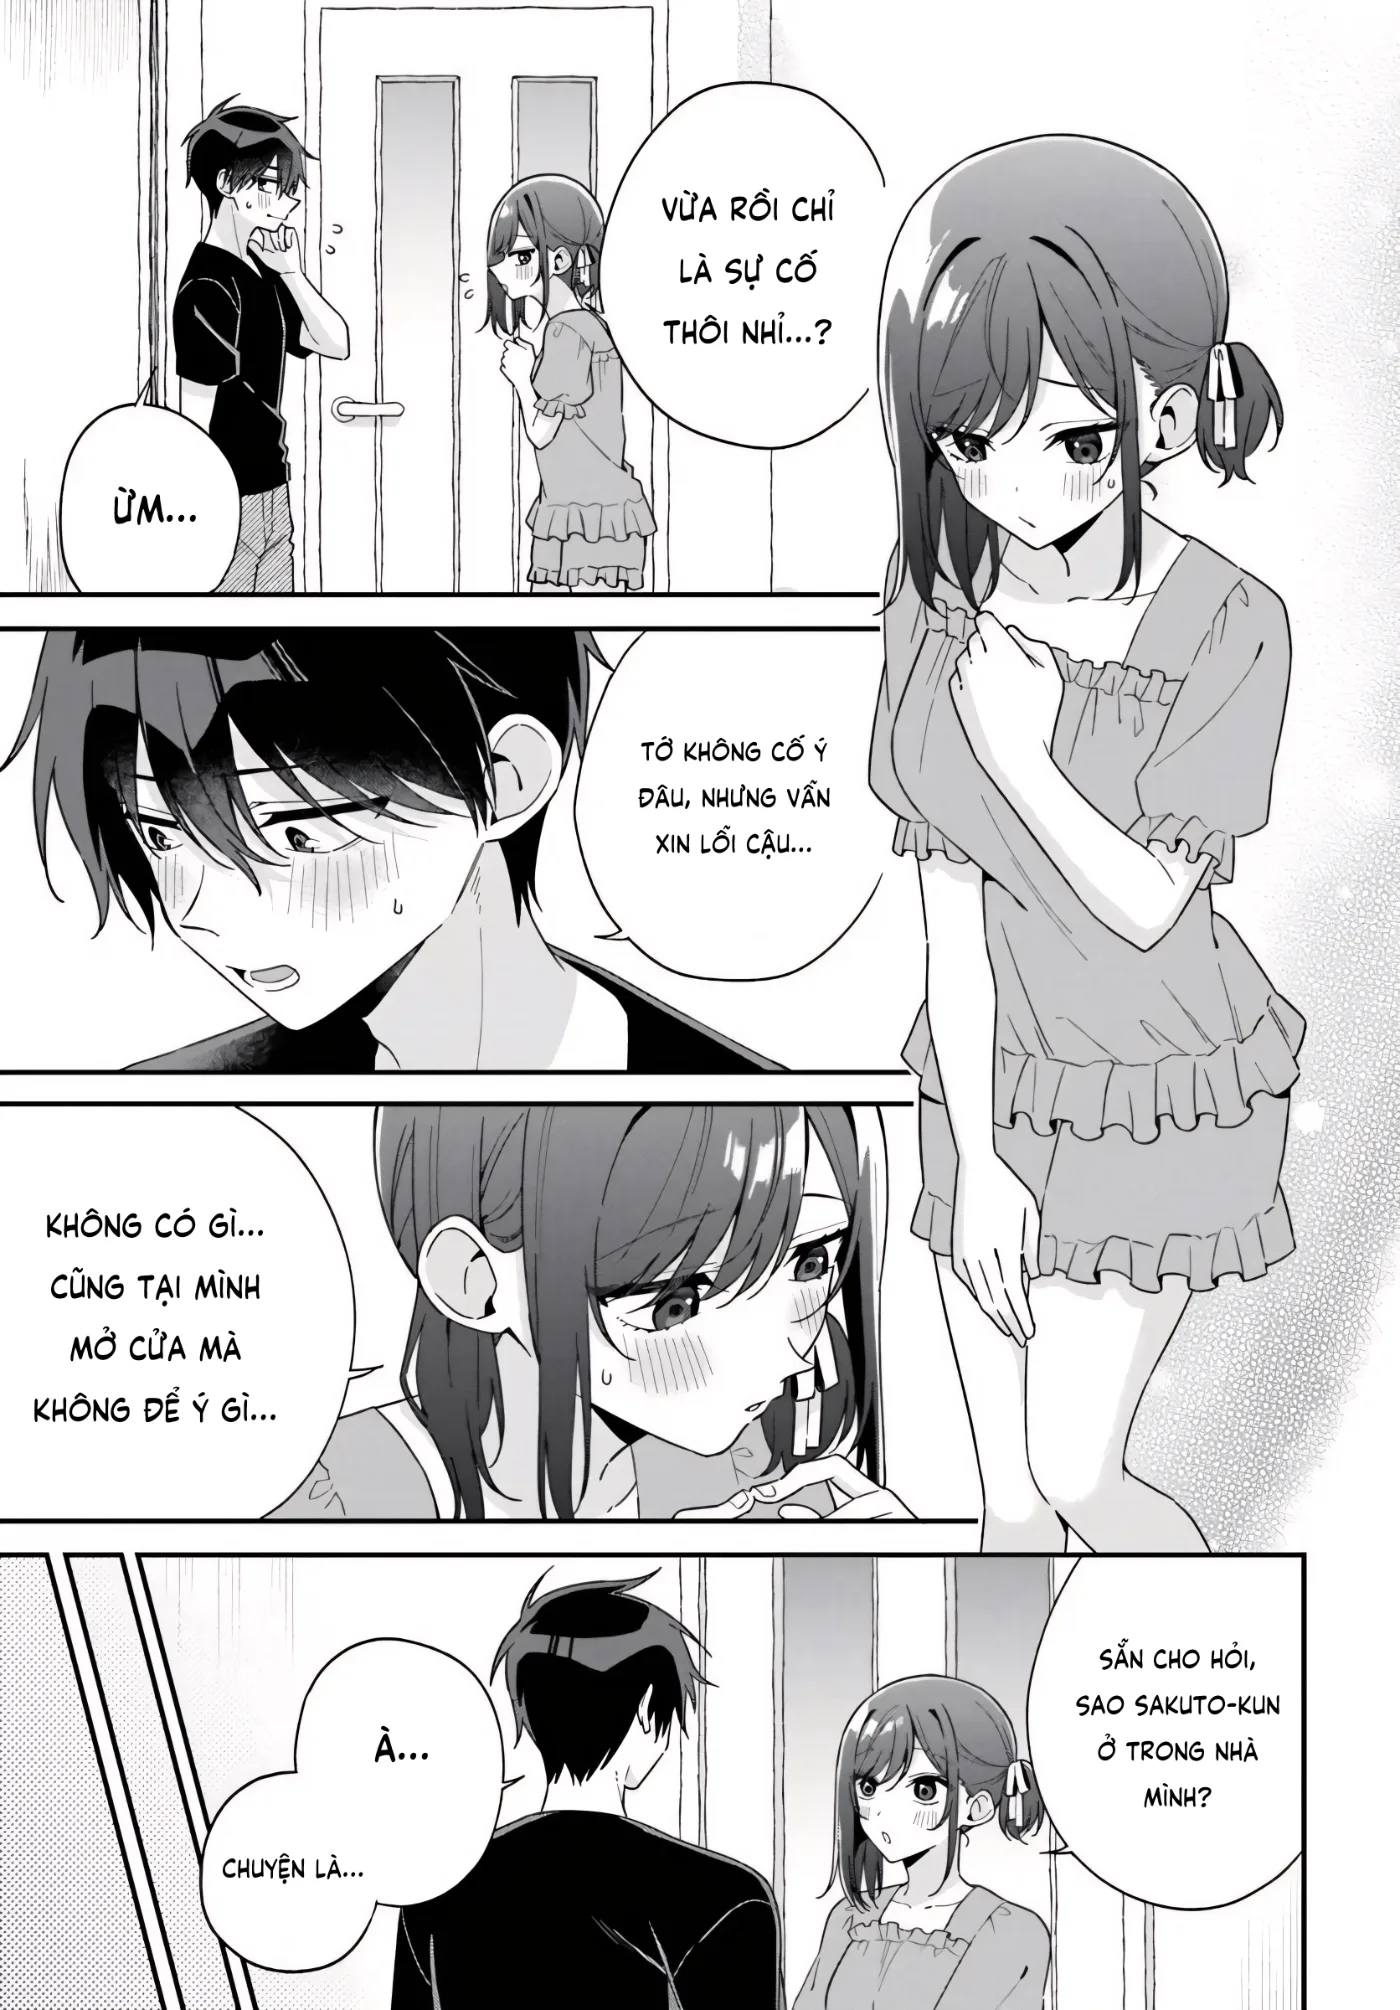 VỪA RỒI CHỈ
LÀ SỰ CỐ
THÔI NHỈ...?
ỪM...
TỚ KHÔNG CỐ Ý
ĐÂU, NHƯNG VẪN
XIN LỖI CẬU...
KHÔNG CÓ GÌ...
CŨNG TẠI MÌNH
MỞ CỬA MÀ
KHÔNG ĐỂ Ý GÌ...
SẴN CHO HỎI,
SAO SAKUTO-KUN
Ở TRONG NHÀ
MÌNH?
À...
CHUYỆN LÀ...